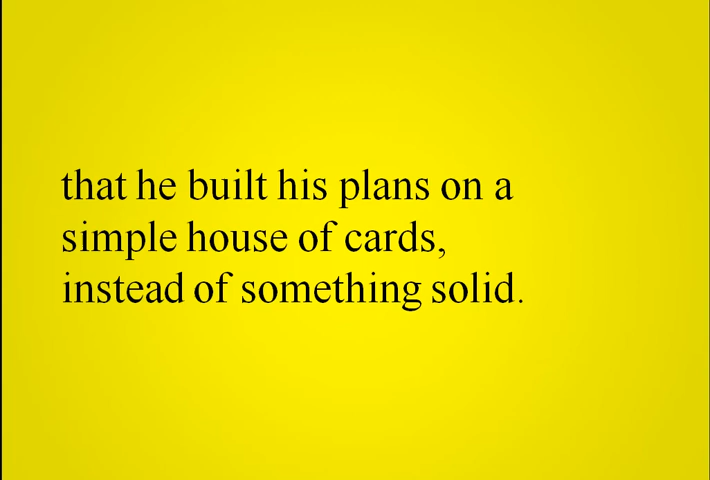 that he built his plans on a
simple house of cards,
instead of something solid.